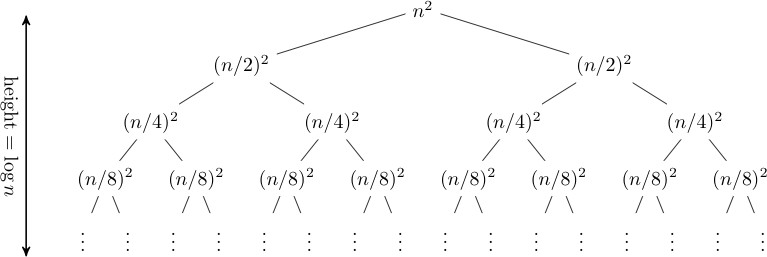 n²
(n/2)² (n/2)²
(n/4)² (n/4)² (n/4)² (n/4)²
(n/8)² (n/8)² (n/8)² (n/8)² (n/8)² (n/8)² (n/8)² (n/8)²
⋮ ⋮ ⋮ ⋮ ⋮ ⋮ ⋮ ⋮ ⋮ ⋮ ⋮ ⋮ ⋮ ⋮ ⋮ ⋮
height = log n